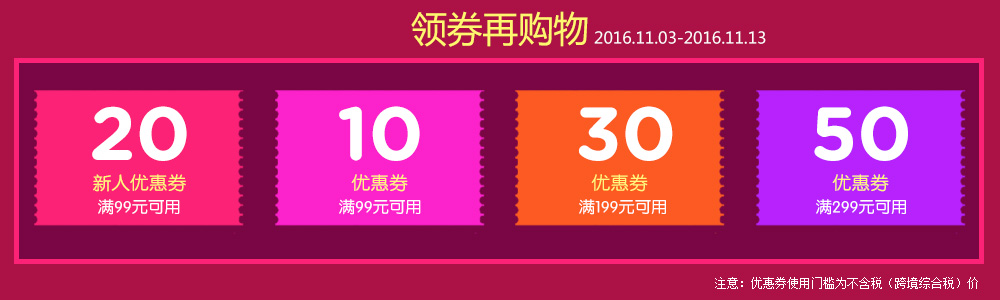 领券再购物 2016.11.03-2016.11.13
20
新人优惠券
满99元可用
10
优惠券
满99元可用
30
优惠券
满199元可用
50
优惠券
满299元可用
注意：优惠券使用门槛为不含税（跨境综合税）价